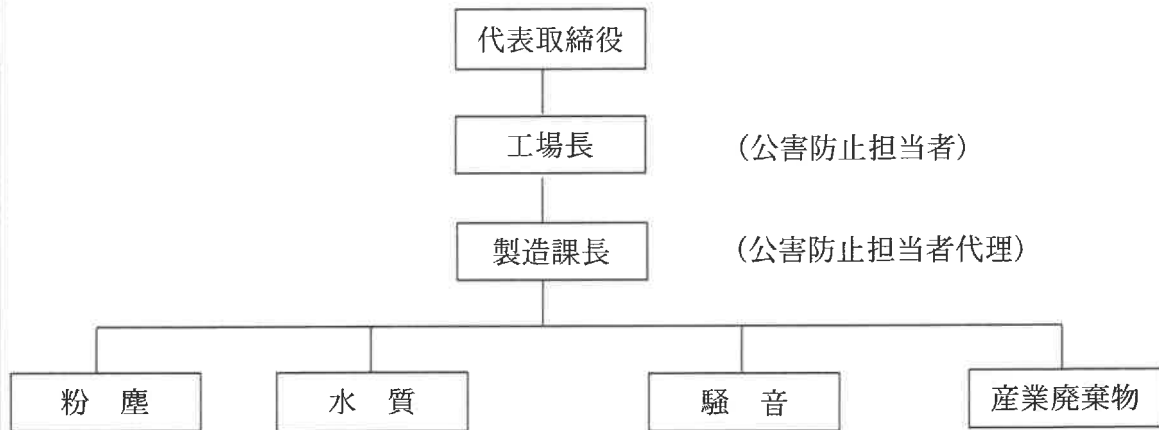 代表取締役
工場長 (公害防止担当者)
製造課長 (公害防止担当者代理)
粉 塵 水 質 騒 音 産業廃棄物